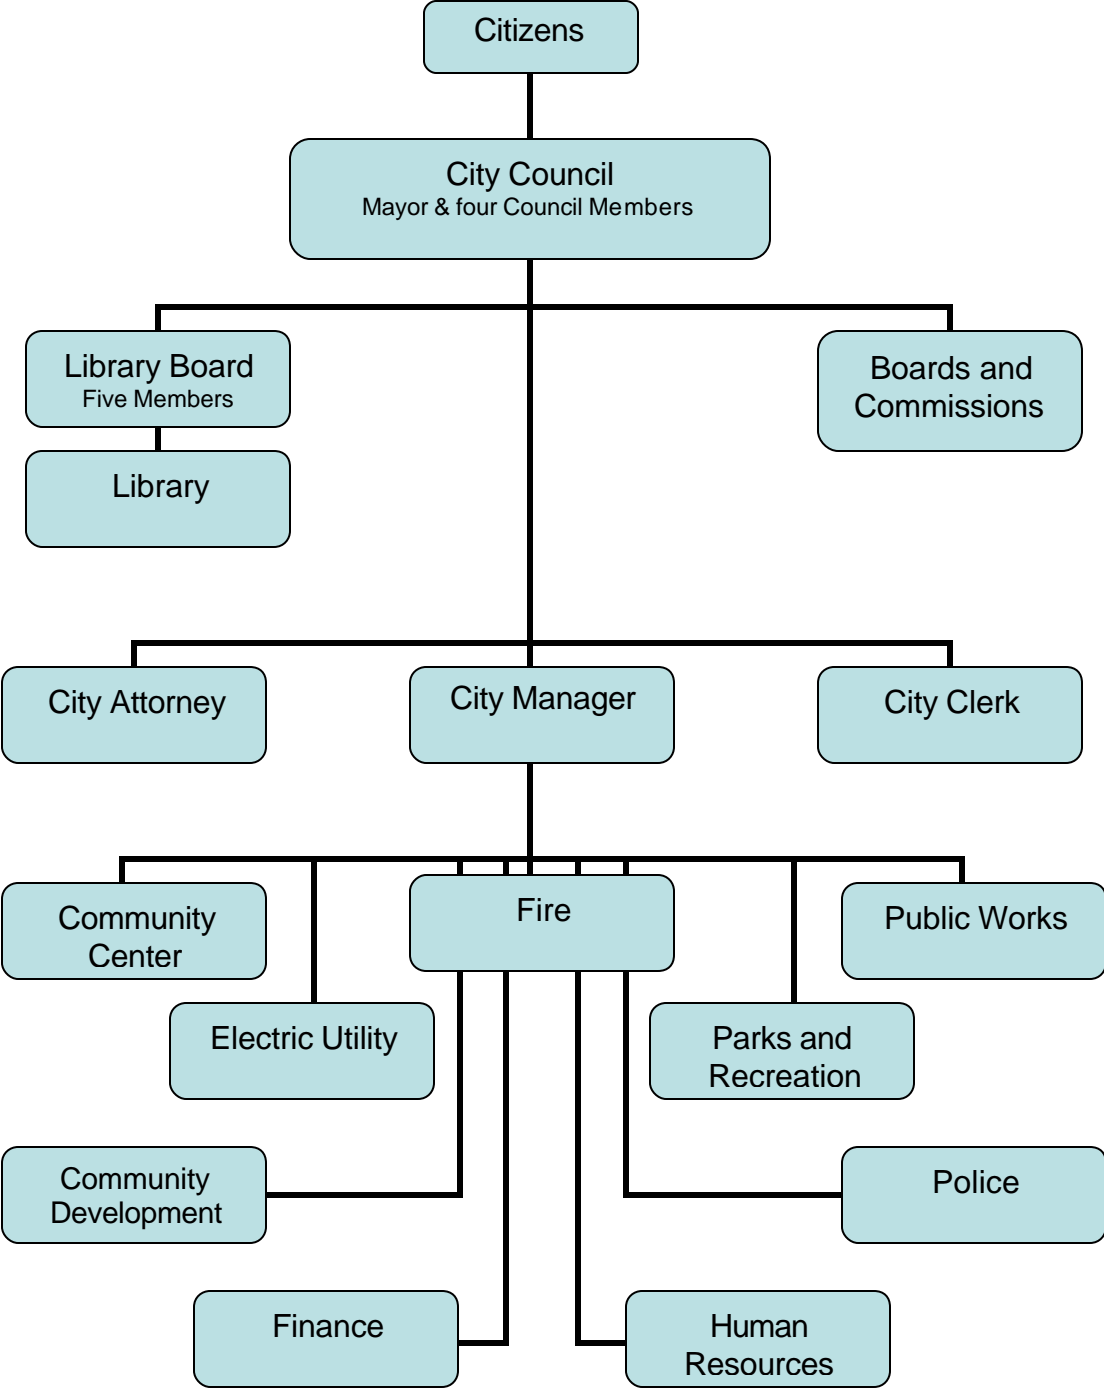 Citizens
City Council
Mayor & four Council Members
Library Board
Five Members
Boards and
Commissions
Library
City Attorney
City Manager
City Clerk
Community
Center
Fire
Public Works
Electric Utility
Parks and
Recreation
Community
Development
Police
Finance
Human
Resources